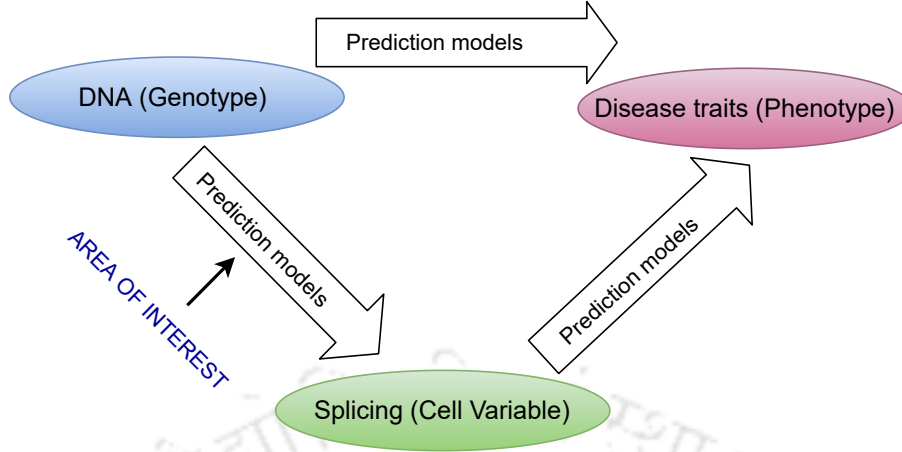 Prediction models
DNA (Genotype)
Disease traits (Phenotype)
Prediction models
Prediction models
AREA OF INTEREST
Splicing (Cell Variable)